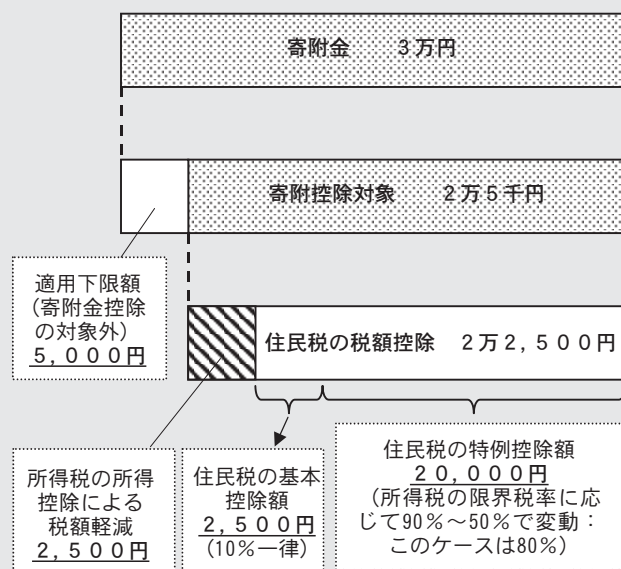 寄附金　３万円
寄附控除対象　２万５千円
適用下限額
（寄附金控除
の対象外）
５,０００円
住民税の税額控除　２万２,５００円
所得税の所得
控除による
税額軽減
２,５００円
住民税の基本
控除額
２,５００円
（10％一律）
住民税の特例控除額
２０,０００円
（所得税の限界税率に応
じて90％～50％で変動：
このケースは80％）